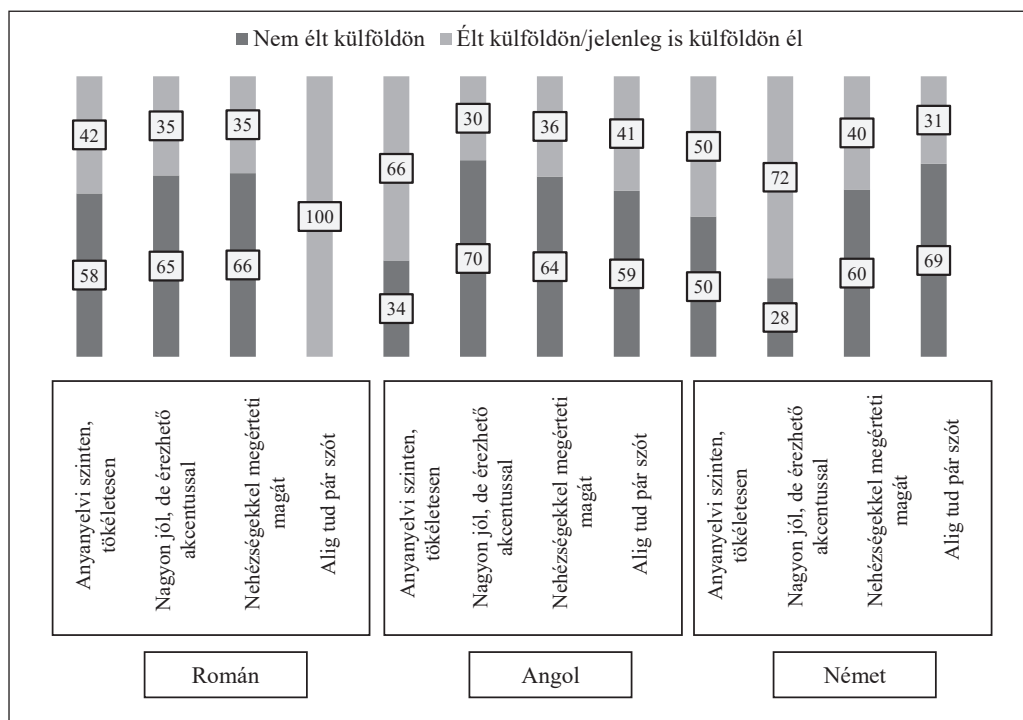 Nem élt külföldön Élt külföldön/jelenleg is külföldön él
42 35 35 100 66 30 36 41 50 72 40 31
58 65 66 34 70 64 59 50 28 60 69
Anyanyelvi szinten,
tökéletesen
Nagyon jól, de érezhető
akcentussal
Nehézségekkel megérteti
magát
Alig tud pár szót
Anyanyelvi szinten,
tökéletesen
Nagyon jól, de érezhető
akcentussal
Nehézségekkel megérteti
magát
Alig tud pár szót
Anyanyelvi szinten,
tökéletesen
Nagyon jól, de érezhető
akcentussal
Nehézségekkel megérteti
magát
Alig tud pár szót
Román Angol Német